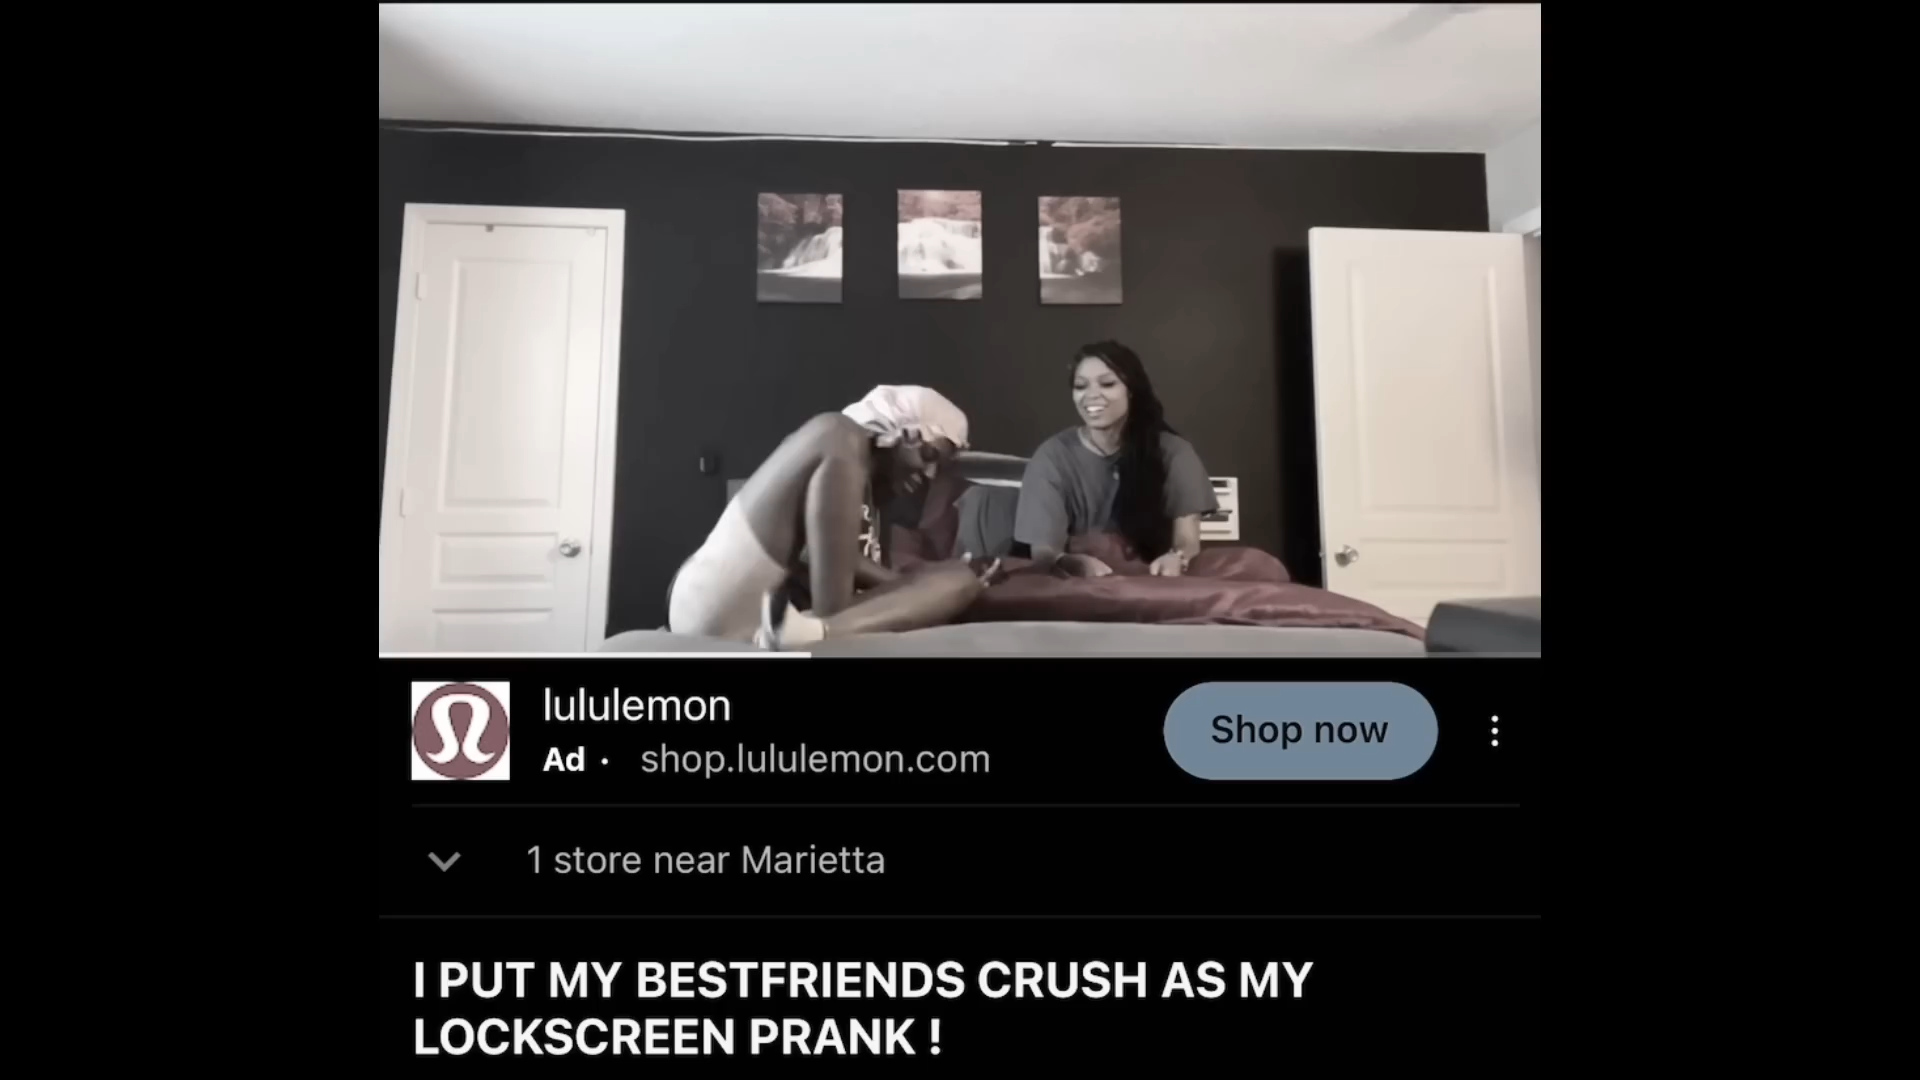 lululemon
Ad · shop.lululemon.com
Shop now
1 store near Marietta
I PUT MY BESTFRIENDS CRUSH AS MY
LOCKSCREEN PRANK !